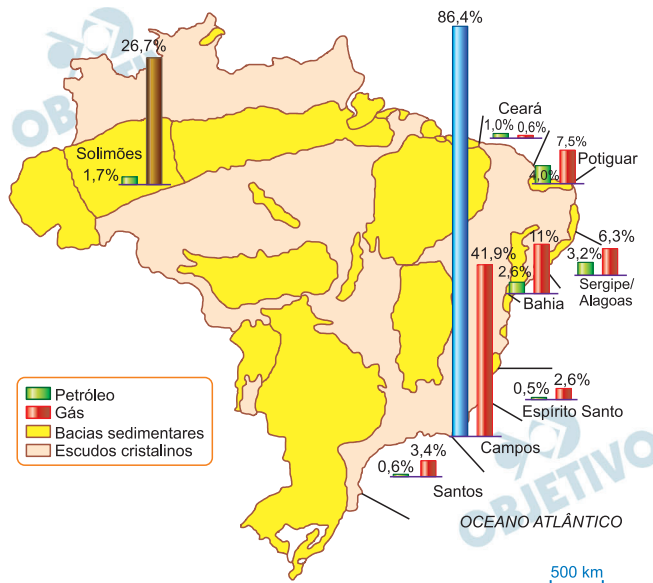 86,4%
26,7%
OBJETIVO
Solimões
1,7%
Ceará
1,0%
0,6%
7,5%
4,0%
Potiguar
11%
2,6%
Bahia
6,3%
3,2%
Sergipe/
Alagoas
41,9%
Campos
2,6%
0,5%
Espírito Santo
3,4%
0,6%
Santos
Petróleo
Gás
Bacias sedimentares
Escudos cristalinos
OCEANO ATLÂNTICO
OBJETIVO
500 km